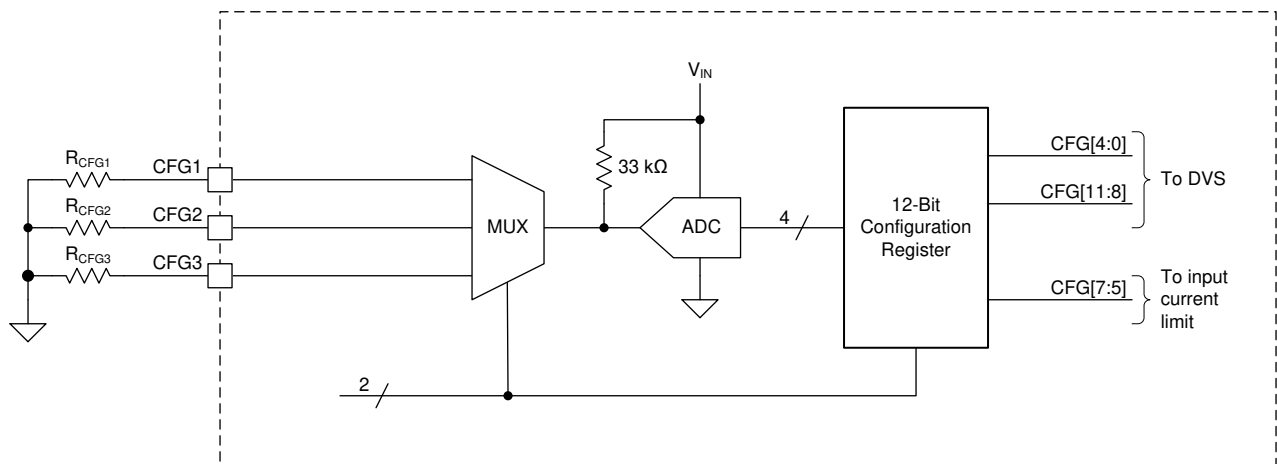 V_IN
R_CFG1 CFG1
33 kΩ
CFG[4:0]
R_CFG2 CFG2
MUX
ADC
4
12-Bit
Configuration
Register
CFG[11:8]
To DVS
R_CFG3 CFG3
CFG[7:5]
To input
current
limit
2